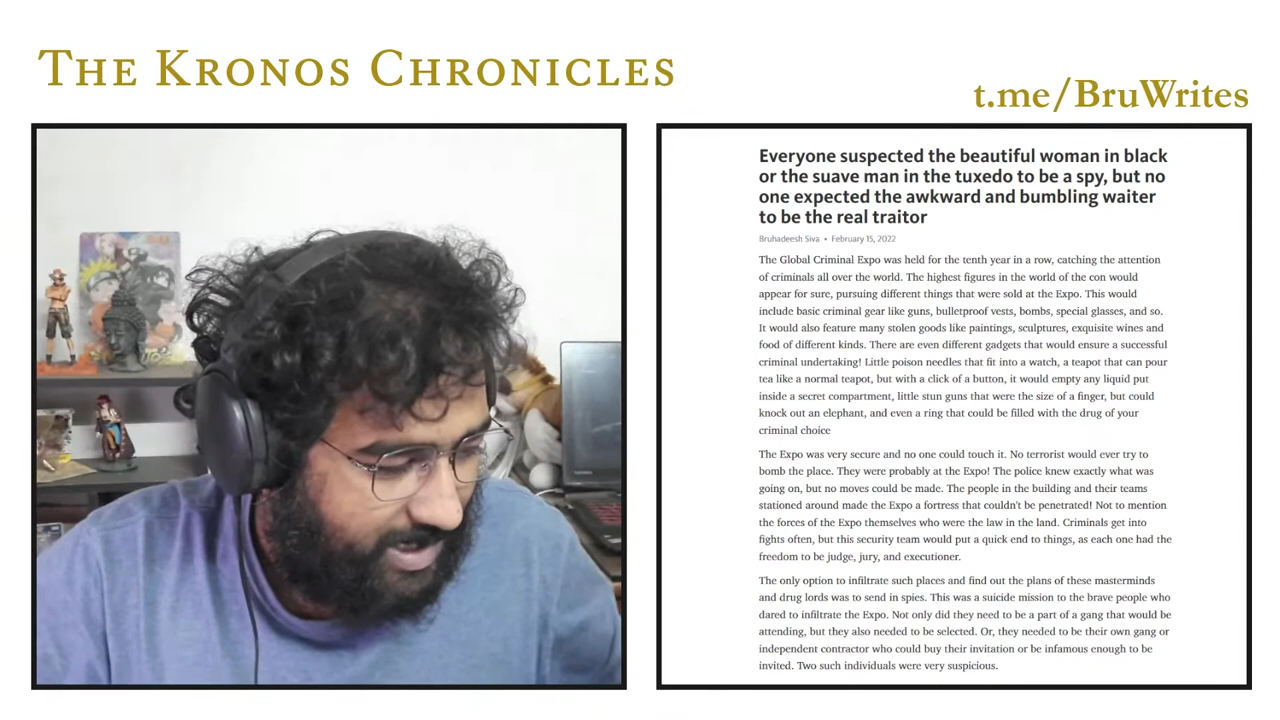 The Kronos Chronicles
t.me/BruWrites
Everyone suspected the beautiful woman in black
or the suave man in the tuxedo to be a spy, but no
one expected the awkward and bumbling waiter
to be the real traitor
Bruhadeesh Siva • February 15, 2022
The Global Criminal Expo was held for the tenth year in a row, catching the attention
of criminals all over the world. The highest figures in the world of the con would
appear for sure, pursuing different things that were sold at the Expo. This would
include basic criminal gear like guns, bulletproof vests, bombs, special glasses, and so.
It would also feature many stolen goods like paintings, sculptures, exquisite wines and
food of different kinds. There are even different gadgets that would ensure a successful
criminal undertaking! Little poison needles that fit into a watch, a teapot that can pour
tea like a normal teapot, but with a click of a button, it would empty any liquid put
inside a secret compartment, little stun guns that were the size of a finger, but could
knock out an elephant, and even a ring that could be filled with the drug of your
criminal choice
The Expo was very secure and no one could touch it. No terrorist would ever try to
bomb the place. They were probably at the Expo! The police knew exactly what was
going on, but no moves could be made. The people in the building and their teams
stationed around made the Expo a fortress that couldn't be penetrated! Not to mention
the forces of the Expo themselves who were the law in the land. Criminals get into
fights often, but this security team would put a quick end to things, as each one had the
freedom to be judge, jury, and executioner.
The only option to infiltrate such places and find out the plans of these masterminds
and drug lords was to send in spies. This was a suicide mission to the brave people who
dared to infiltrate the Expo. Not only did they need to be a part of a gang that would be
attending, but they also needed to be selected. Or, they needed to be their own gang or
independent contractor who could buy their invitation or be infamous enough to be
invited. Two such individuals were very suspicious.